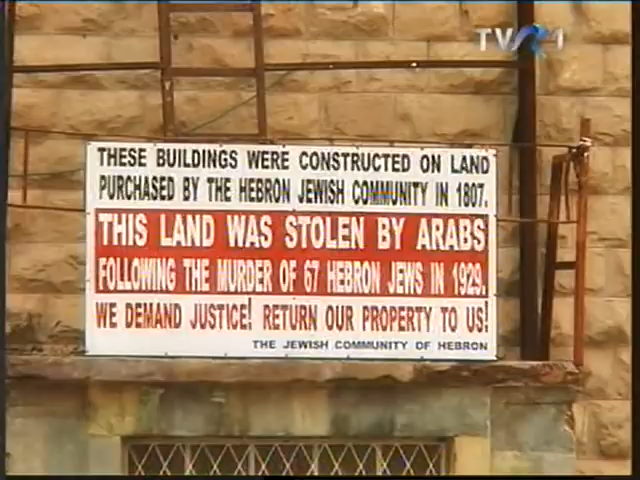 TVR1
THESE BUILDINGS WERE CONSTRUCTED ON LAND
PURCHASED BY THE HEBRON JEWISH COMMUNITY IN 1807.
THIS LAND WAS STOLEN BY ARABS
FOLLOWING THE MURDER OF 67 HEBRON JEWS IN 1929.
WE DEMAND JUSTICE! RETURN OUR PROPERTY TO US!
THE JEWISH COMMUNITY OF HEBRON